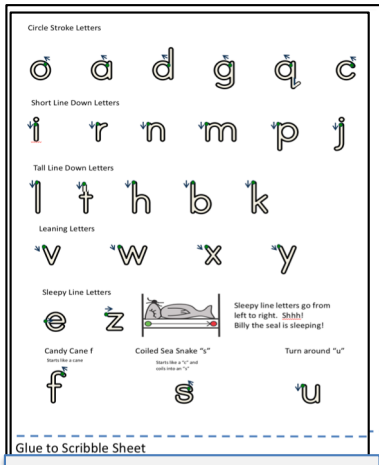 Circle Stroke Letters
o a d g q c
Short Line Down Letters
i r n m p j
Tall Line Down Letters
l t h b k
Leaning Letters
v w x y
Sleepy Line Letters
e z
Sleepy line letters go from
left to right. Shhh!
Billy the seal is sleeping!
Candy Cane f
Starts like a cane
Coiled Sea Snake "s"
Starts like a "c" and
coils into an "s"
Turn around "u"
f s u
Glue to Scribble Sheet